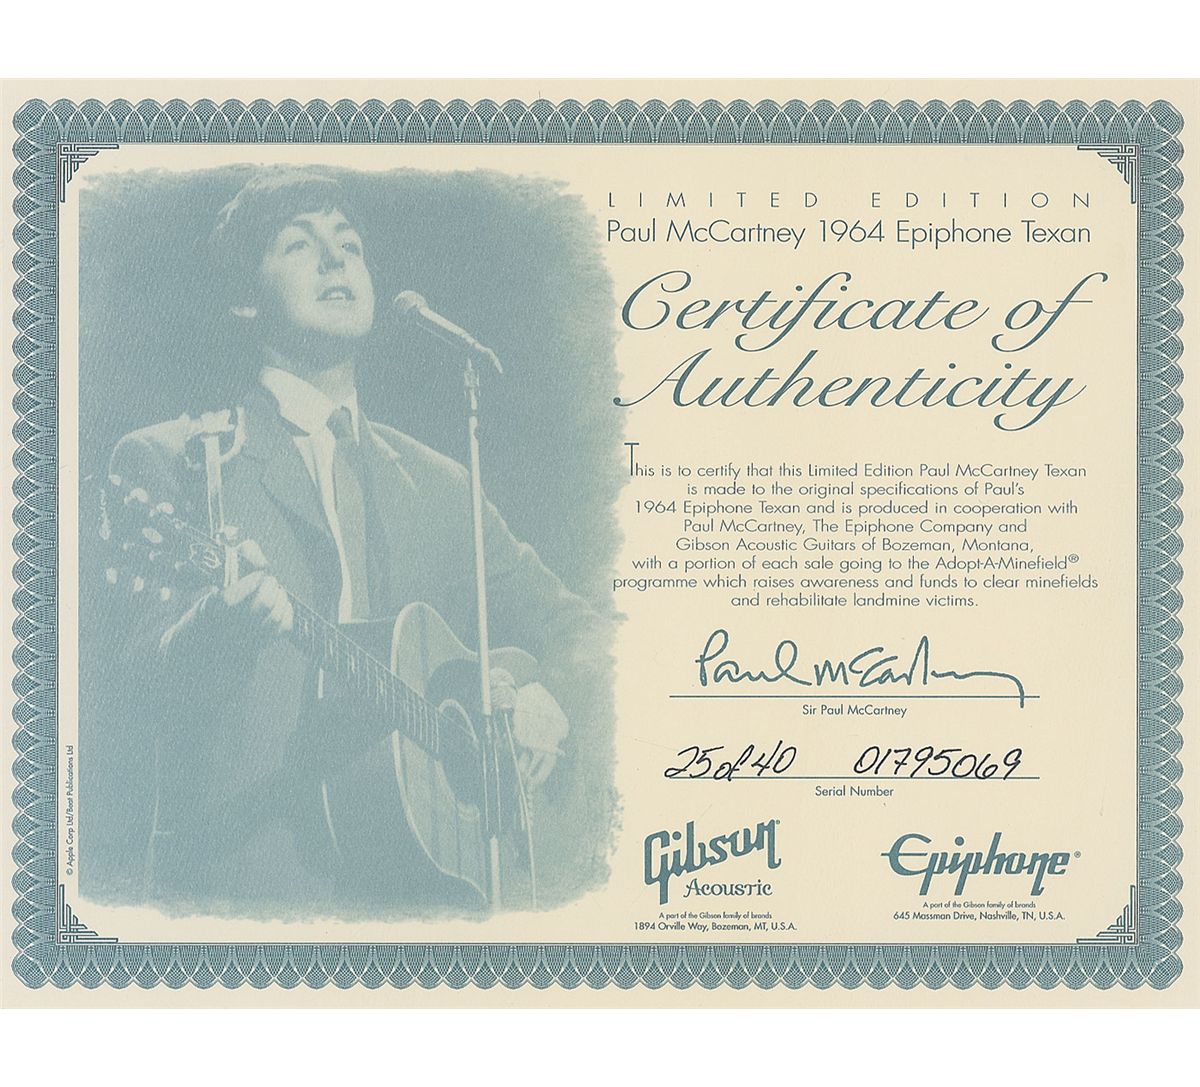 LIMITED EDITION
Paul McCartney 1964 Epiphone Texan
Certificate of
Authenticity
This is to certify that this Limited Edition Paul McCartney Texan
is made to the original specifications of Paul's
1964 Epiphone Texan and is produced in cooperation with
Paul McCartney, The Epiphone Company and
Gibson Acoustic Guitars of Bozeman, Montana,
with a portion of each sale going to the Adopt-A-Minefield®
programme which raises awareness and funds to clear minefields
and rehabilitate landmine victims.
Paul McCartney
Sir Paul McCartney
25 of 40 01795069
Serial Number
Gibson
Acoustic
A part of the Gibson family of brands
1894 Orville Way, Bozeman, MT, U.S.A.
Epiphone®
A part of the Gibson family of brands
645 Massman Drive, Nashville, TN, U.S.A.
© Apple Corp Ltd/Beat Publications Ltd